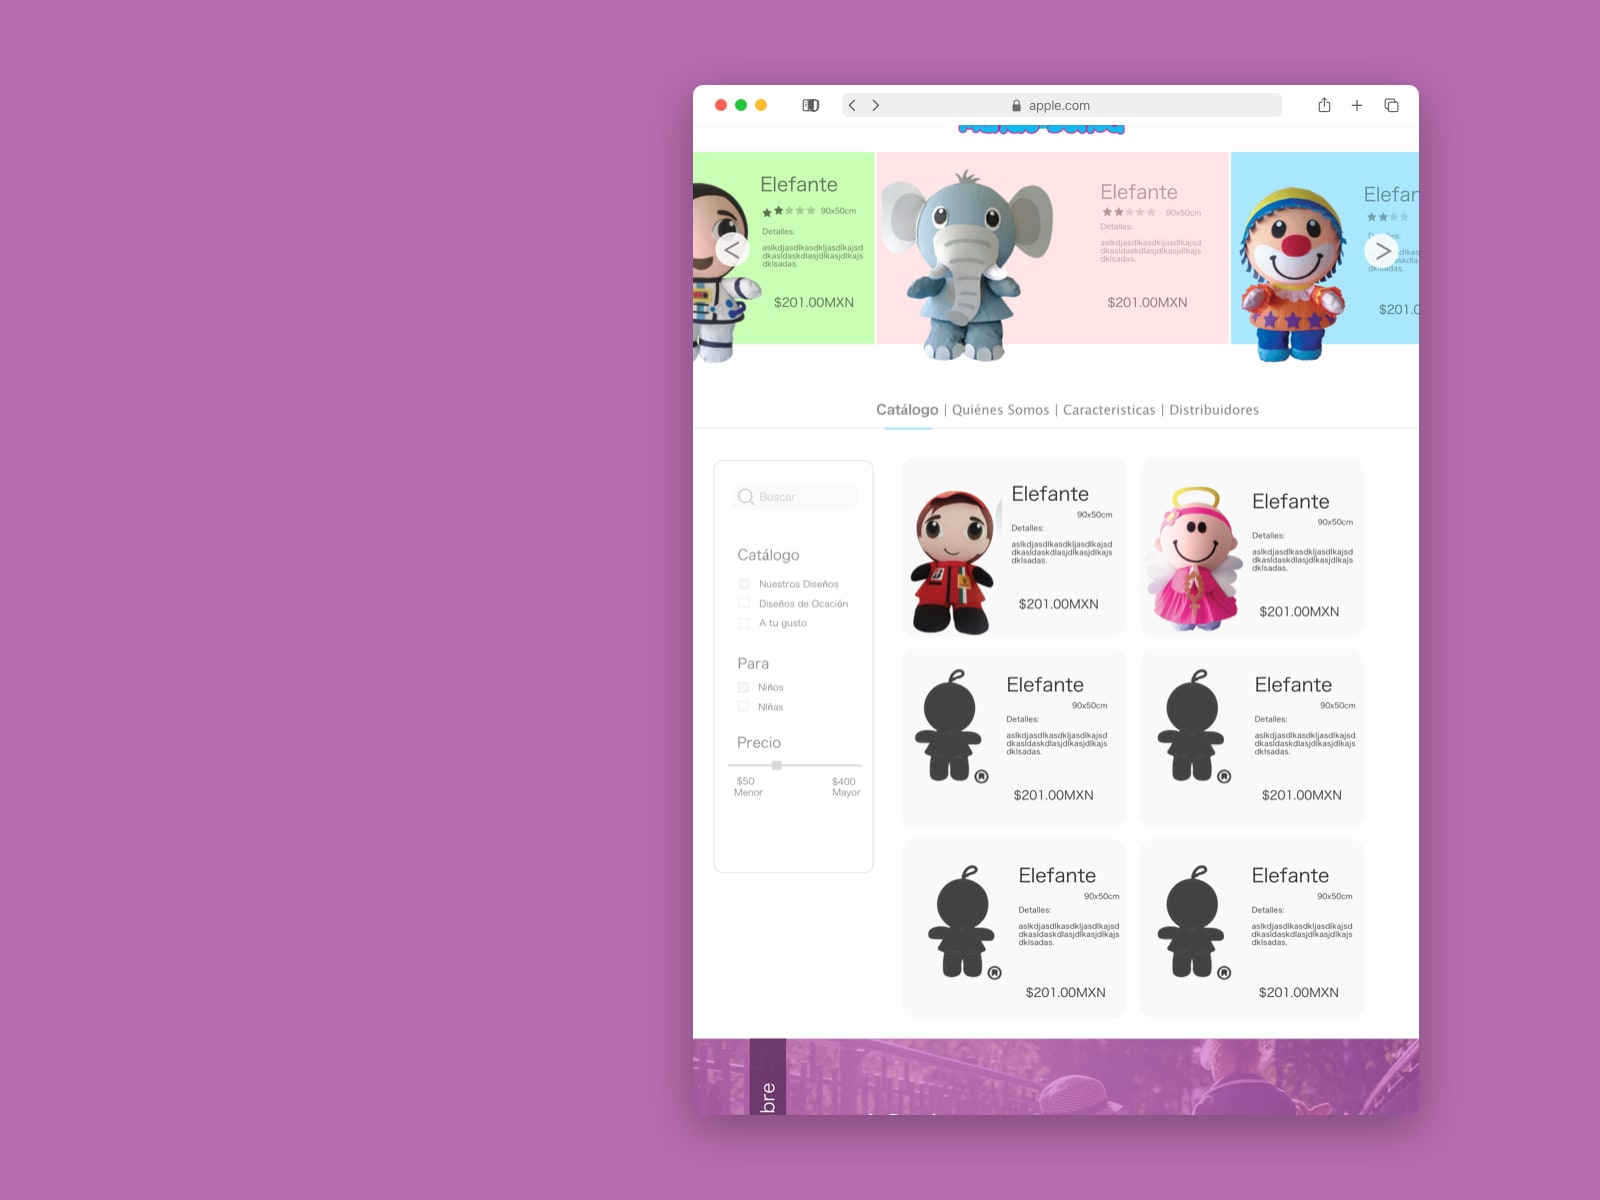 apple.com
Elefante
90x50cm
Detalles:
aslkdjasdlkasdkljasdlkajsd
dkasldaskdlasjdlkasjdlkajs
dklsadas.
$201.00MXN
Elefante
90x50cm
Detalles:
aslkdjasdlkasdkljasdlkajsd
dkasldaskdlasjdlkasjdlkajs
dklsadas.
$201.00MXN
Elefan
$201.0
Catálogo | Quiénes Somos | Caracteristicas | Distribuidores
Buscar
Catálogo
Nuestros Diseños
Diseños de Ocación
A tu gusto
Para
Niños
Niñas
Precio
$50 $400
Menor Mayor
Elefante
90x50cm
Detalles:
aslkdjasdlkasdkljasdlkajsd
dkasldaskdlasjdlkasjdlkajs
dklsadas.
$201.00MXN
Elefante
90x50cm
Detalles:
aslkdjasdlkasdkljasdlkajsd
dkasldaskdlasjdlkasjdlkajs
dklsadas.
$201.00MXN
Elefante
90x50cm
Detalles:
aslkdjasdlkasdkljasdlkajsd
dkasldaskdlasjdlkasjdlkajs
dklsadas.
$201.00MXN
Elefante
90x50cm
Detalles:
aslkdjasdlkasdkljasdlkajsd
dkasldaskdlasjdlkasjdlkajs
dklsadas.
$201.00MXN
Elefante
90x50cm
Detalles:
aslkdjasdlkasdkljasdlkajsd
dkasldaskdlasjdlkasjdlkajs
dklsadas.
$201.00MXN
Elefante
90x50cm
Detalles:
aslkdjasdlkasdkljasdlkajsd
dkasldaskdlasjdlkasjdlkajs
dklsadas.
$201.00MXN
bre